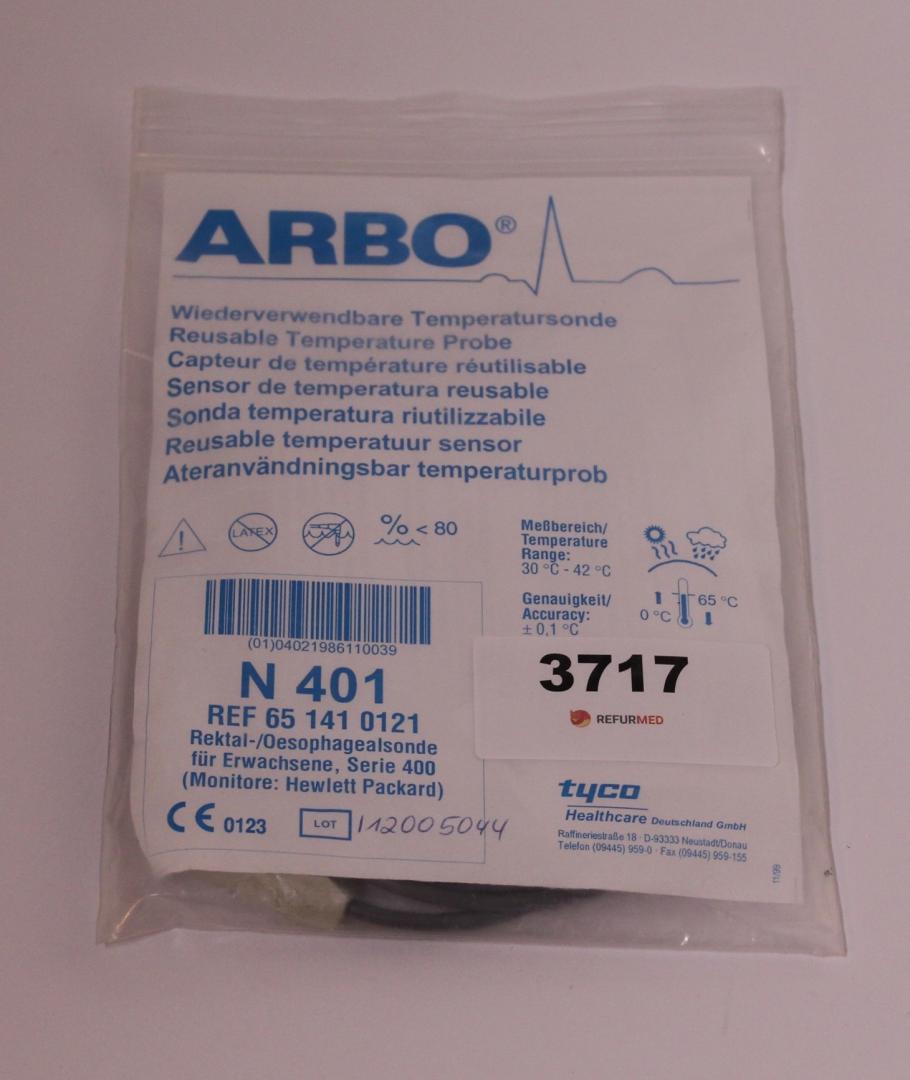 ARBO®
Wiederverwendbare Temperatursonde
Reusable Temperature Probe
Capteur de température réutilisable
Sensor de temperatura reusable
Sonda temperatura riutilizzabile
Reusable temperatuur sensor
Ateranvändningsbar temperaturprob
LATEX
% < 80
Meßbereich/
Temperature
Range:
30 °C - 42 °C
Genauigkeit/
Accuracy:
± 0,1 °C
65 °C
0 °C
(01)04021986110039
N 401
REF 65 141 0121
Rektal-/Oesophagealsonde
für Erwachsene, Serie 400
(Monitore: Hewlett Packard)
CE 0123
LOT 112005044
3717
REFURMED
tyco
Healthcare Deutschland GmbH
Raffineriestraße 18 · D-93333 Neustadt/Donau
Telefon (09445) 959-0 · Fax (09445) 959-155
11/99